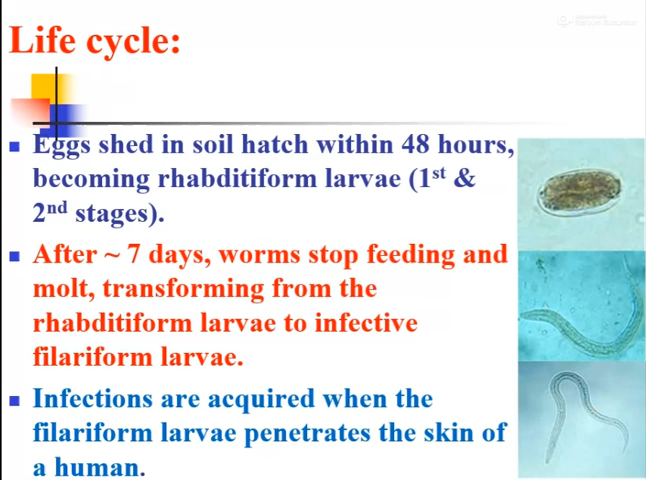 Life cycle:
Eggs shed in soil hatch within 48 hours,
becoming rhabditiform larvae (1st &
2nd stages).
After ~ 7 days, worms stop feeding and
molt, transforming from the
rhabditiform larvae to infective
filariform larvae.
Infections are acquired when the
filariform larvae penetrates the skin of
a human.